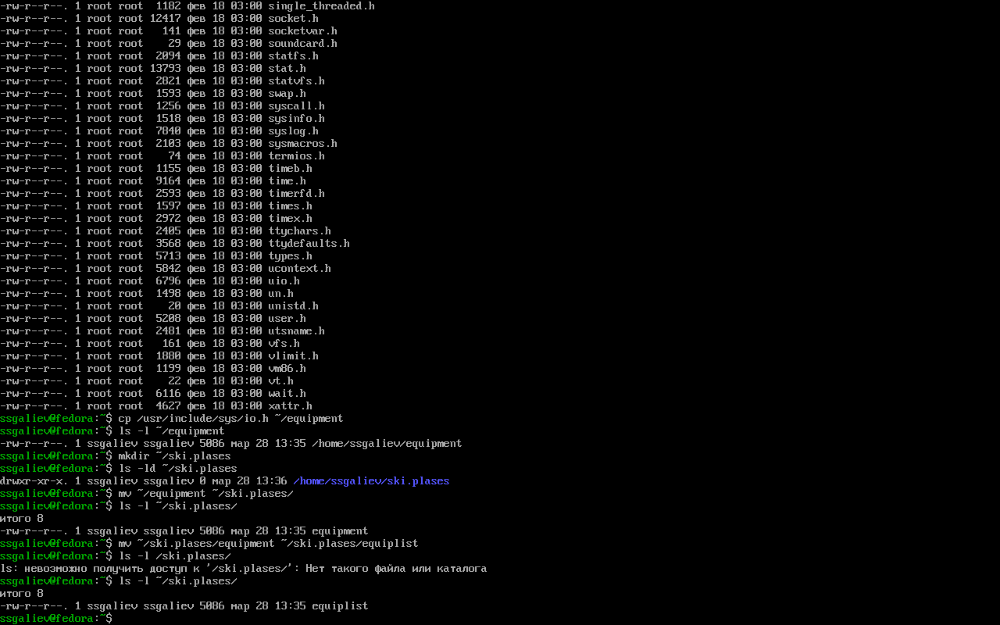 -rw-r--r--. 1 root root  1182 фев 18 03:00 single_threaded.h
-rw-r--r--. 1 root root 12417 фев 18 03:00 socket.h
-rw-r--r--. 1 root root   141 фев 18 03:00 socketvar.h
-rw-r--r--. 1 root root    29 фев 18 03:00 soundcard.h
-rw-r--r--. 1 root root  2094 фев 18 03:00 statfs.h
-rw-r--r--. 1 root root 13793 фев 18 03:00 stat.h
-rw-r--r--. 1 root root  2821 фев 18 03:00 statvfs.h
-rw-r--r--. 1 root root  1593 фев 18 03:00 swap.h
-rw-r--r--. 1 root root  1256 фев 18 03:00 syscall.h
-rw-r--r--. 1 root root  1518 фев 18 03:00 sysinfo.h
-rw-r--r--. 1 root root  7840 фев 18 03:00 syslog.h
-rw-r--r--. 1 root root  2103 фев 18 03:00 sysmacros.h
-rw-r--r--. 1 root root    74 фев 18 03:00 termios.h
-rw-r--r--. 1 root root  1155 фев 18 03:00 timeb.h
-rw-r--r--. 1 root root  9164 фев 18 03:00 time.h
-rw-r--r--. 1 root root  2593 фев 18 03:00 timerfd.h
-rw-r--r--. 1 root root  1597 фев 18 03:00 times.h
-rw-r--r--. 1 root root  2972 фев 18 03:00 timex.h
-rw-r--r--. 1 root root  2405 фев 18 03:00 ttychars.h
-rw-r--r--. 1 root root  3568 фев 18 03:00 ttydefaults.h
-rw-r--r--. 1 root root  5713 фев 18 03:00 types.h
-rw-r--r--. 1 root root  5842 фев 18 03:00 ucontext.h
-rw-r--r--. 1 root root  6796 фев 18 03:00 uio.h
-rw-r--r--. 1 root root  1498 фев 18 03:00 un.h
-rw-r--r--. 1 root root    20 фев 18 03:00 unistd.h
-rw-r--r--. 1 root root  5208 фев 18 03:00 user.h
-rw-r--r--. 1 root root  2481 фев 18 03:00 utsname.h
-rw-r--r--. 1 root root   161 фев 18 03:00 vfs.h
-rw-r--r--. 1 root root  1880 фев 18 03:00 vlimit.h
-rw-r--r--. 1 root root  1199 фев 18 03:00 vm86.h
-rw-r--r--. 1 root root    22 фев 18 03:00 vt.h
-rw-r--r--. 1 root root  6116 фев 18 03:00 wait.h
-rw-r--r--. 1 root root  4627 фев 18 03:00 xattr.h
ssgaliev@fedora:~$ cp /usr/include/sys/io.h ~/equipment
ssgaliev@fedora:~$ ls -l ~/equipment
-rw-r--r--. 1 ssgaliev ssgaliev 5086 мар 28 13:35 /home/ssgaliev/equipment
ssgaliev@fedora:~$ mkdir ~/ski.plases
ssgaliev@fedora:~$ ls -ld ~/ski.plases
drwxr-xr-x. 1 ssgaliev ssgaliev 0 мар 28 13:36 /home/ssgaliev/ski.plases
ssgaliev@fedora:~$ mv ~/equipment ~/ski.plases/
ssgaliev@fedora:~$ ls -l ~/ski.plases/
итого 8
-rw-r--r--. 1 ssgaliev ssgaliev 5086 мар 28 13:35 equipment
ssgaliev@fedora:~$ mv ~/ski.plases/equipment ~/ski.plases/equiplist
ssgaliev@fedora:~$ ls -l /ski.plases/
ls: невозможно получить доступ к '/ski.plases/': Нет такого файла или каталога
ssgaliev@fedora:~$ ls -l ~/ski.plases/
итого 8
-rw-r--r--. 1 ssgaliev ssgaliev 5086 мар 28 13:35 equiplist
ssgaliev@fedora:~$